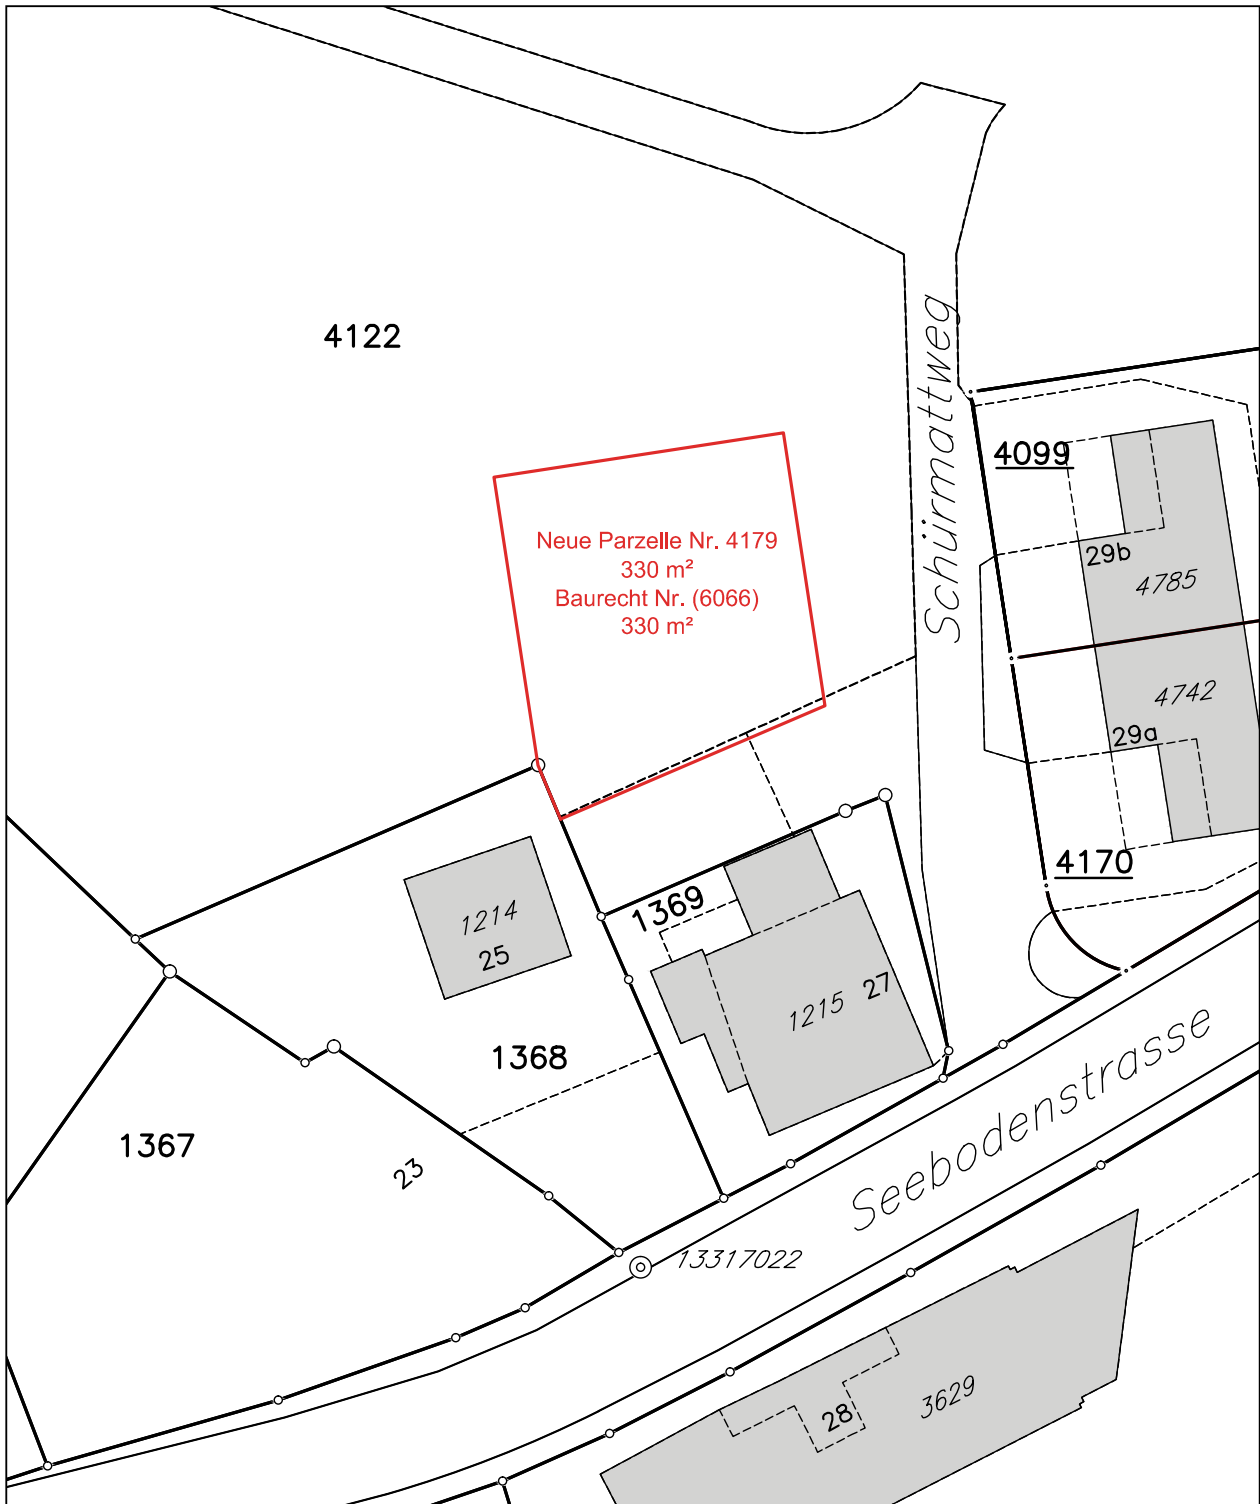 4122
Schürmattweg
4099
Neue Parzelle Nr. 4179
330 m²
Baurecht Nr. (6066)
330 m²
29b
4785
4742
29a
4170
1369
1214
25
1215
27
1368
1367
23
Seebodenstrasse
13317022
28
3629